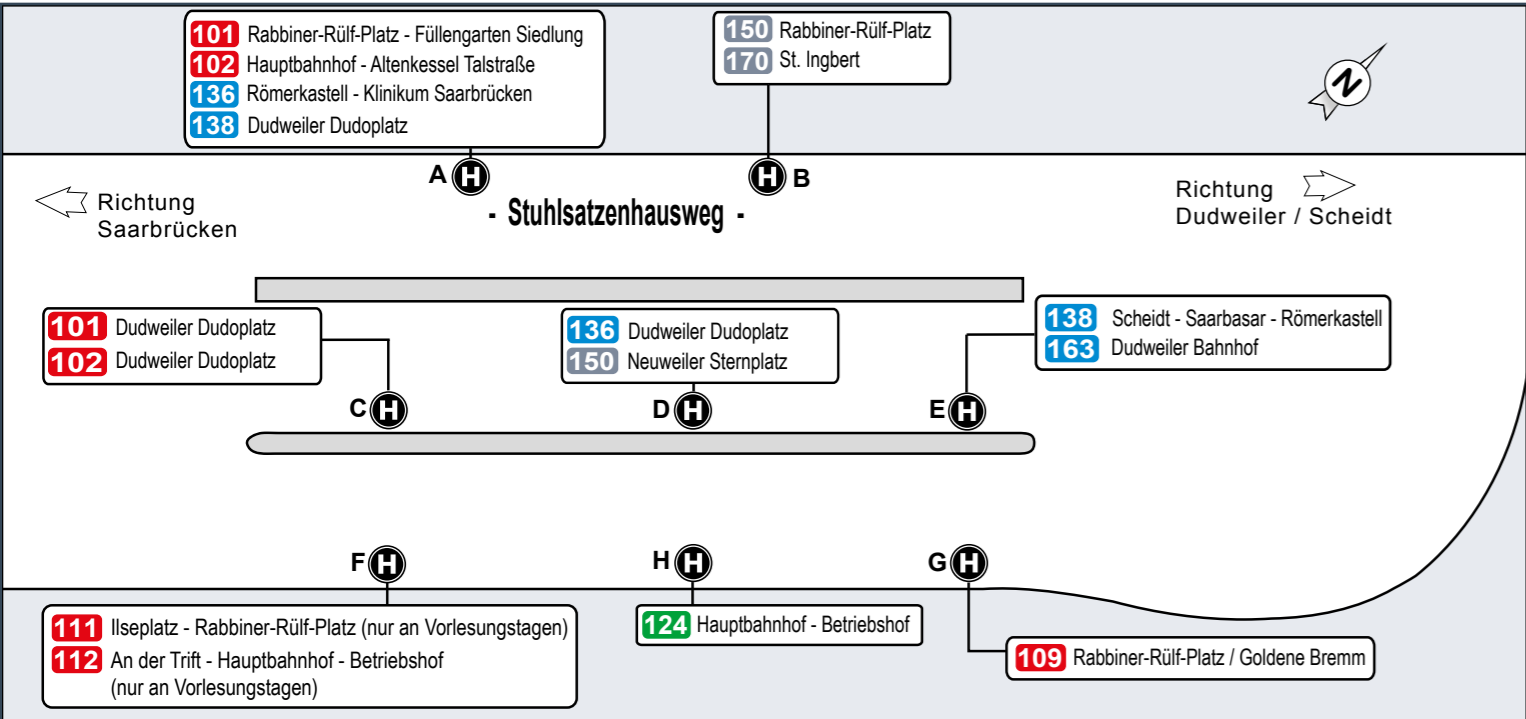 101 Rabbiner-Rülf-Platz - Füllengarten Siedlung
102 Hauptbahnhof - Altenkessel Talstraße
136 Römerkastell - Klinikum Saarbrücken
138 Dudweiler Dudoplatz
150 Rabbiner-Rülf-Platz
170 St. Ingbert
N
A H
H B
Richtung
Saarbrücken
- Stuhlsatzenhausweg -
Richtung
Dudweiler / Scheidt
101 Dudweiler Dudoplatz
102 Dudweiler Dudoplatz
136 Dudweiler Dudoplatz
150 Neuweiler Sternplatz
138 Scheidt - Saarbasar - Römerkastell
163 Dudweiler Bahnhof
C H
D H
E H
F H
H H
G H
111 Ilseplatz - Rabbiner-Rülf-Platz (nur an Vorlesungstagen)
112 An der Trift - Hauptbahnhof - Betriebshof
(nur an Vorlesungstagen)
124 Hauptbahnhof - Betriebshof
109 Rabbiner-Rülf-Platz / Goldene Bremm